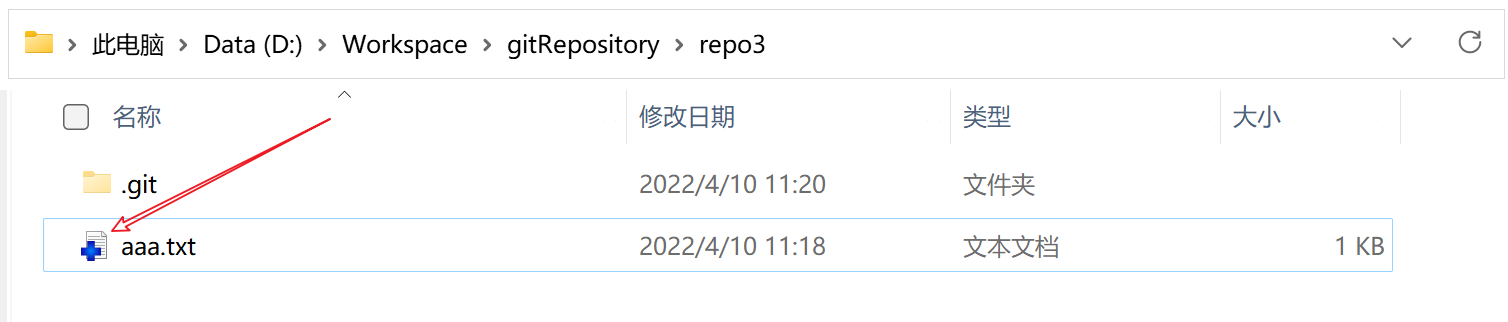 此电脑 › Data (D:) › Workspace › gitRepository › repo3
名称 修改日期 类型 大小
.git 2022/4/10 11:20 文件夹
aaa.txt 2022/4/10 11:18 文本文档 1 KB